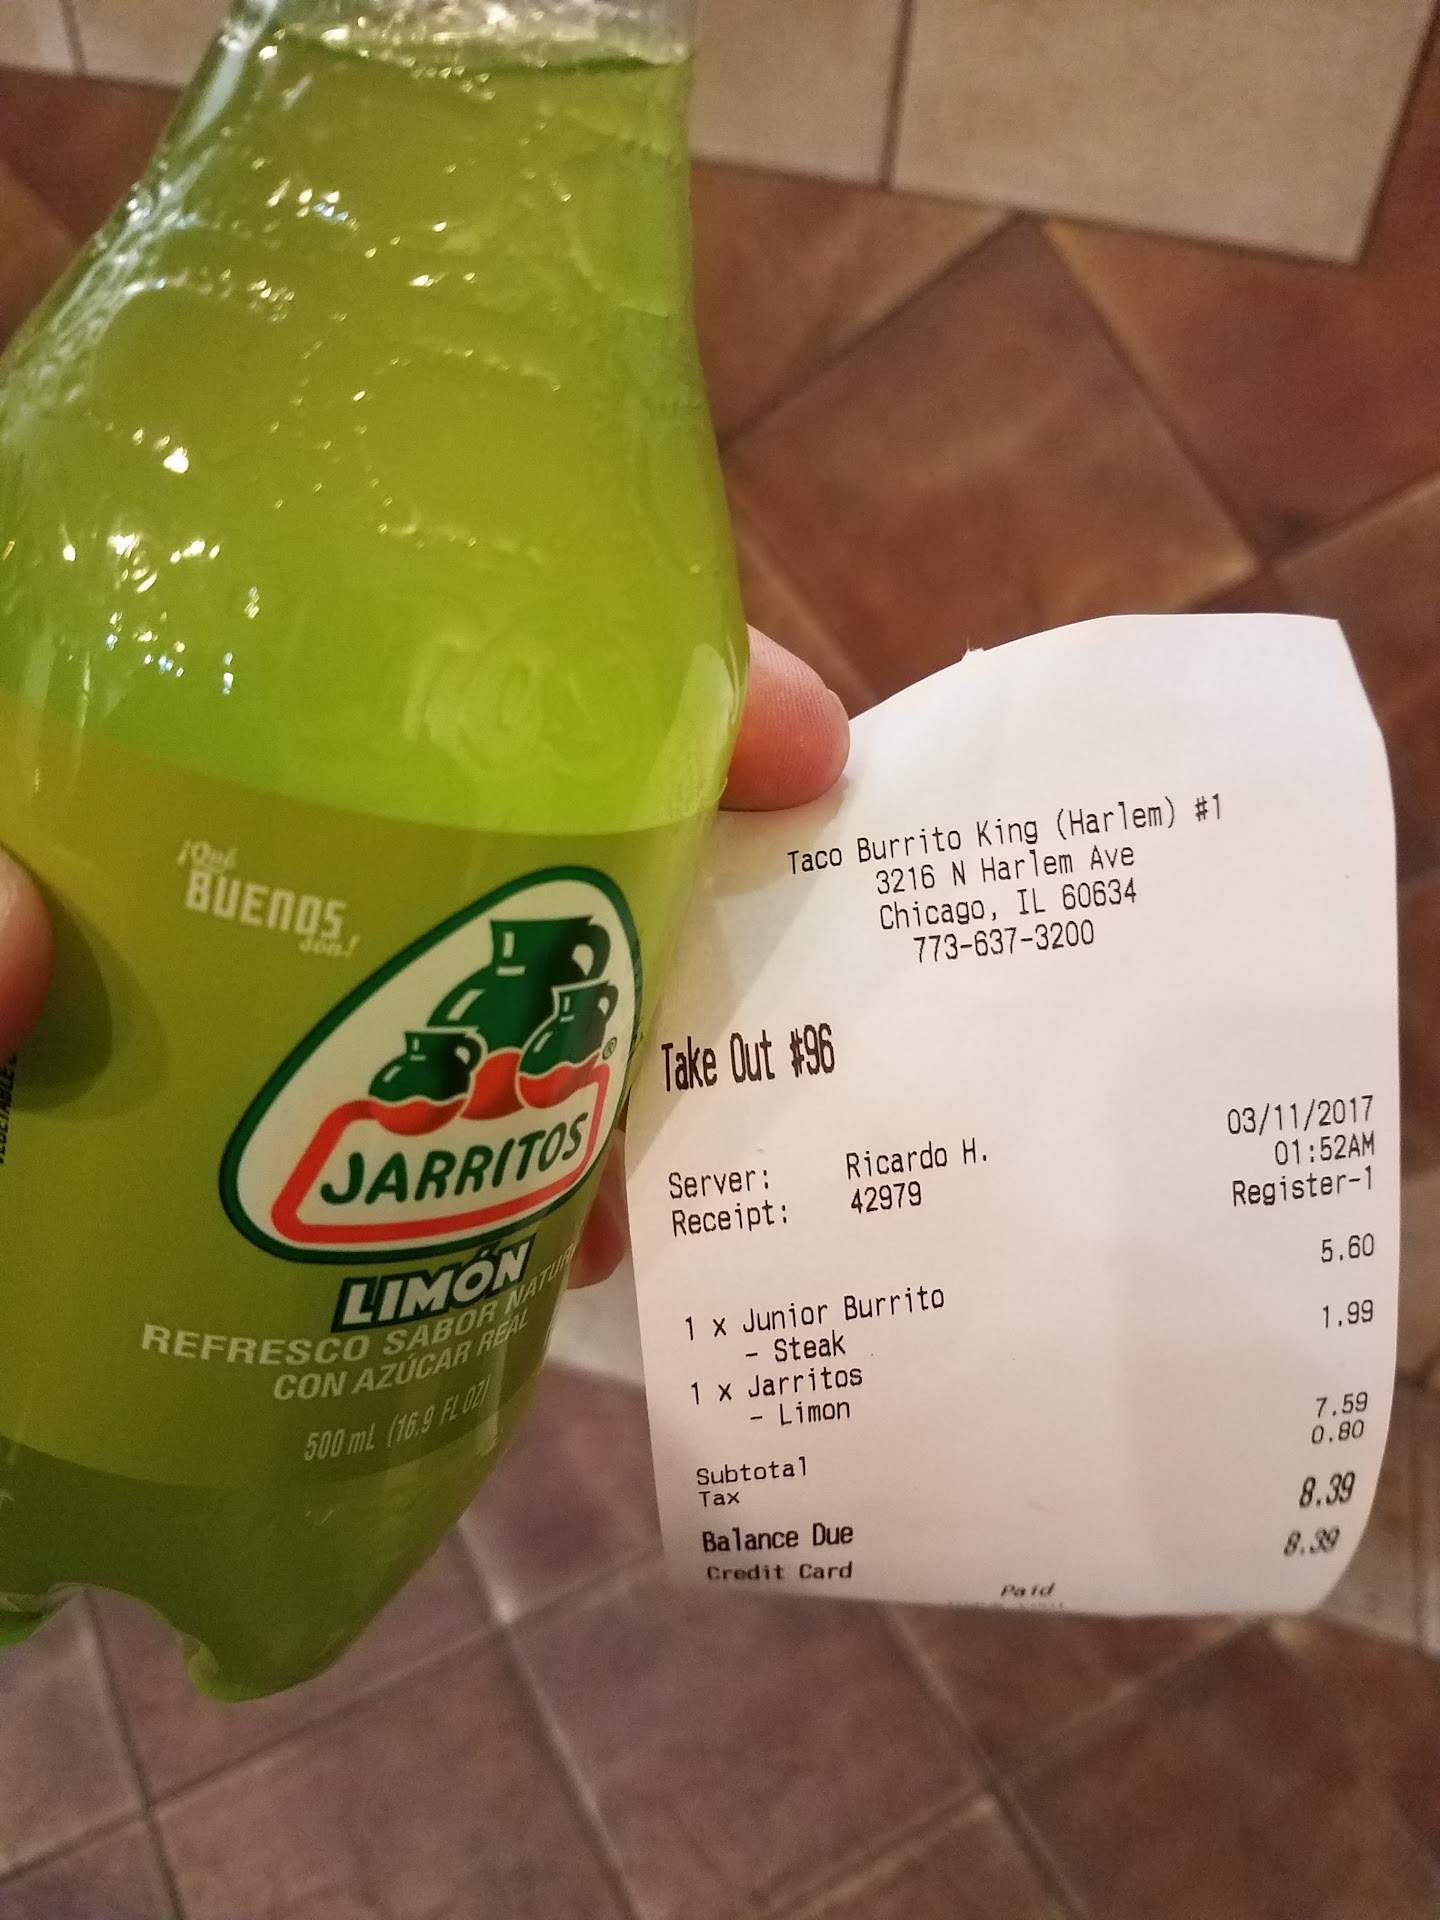 ¡Qué
BUENOS
son!
JARRITOS
®
LIMÓN
REFRESCO SABOR
CON AZÚCAR REAL
500 mL (16.9 FL OZ)
Taco Burrito King (Harlem) #1
3216 N Harlem Ave
Chicago, IL 60634
773-637-3200
Take Out #96
03/11/2017
Server: Ricardo H. 01:52AM
Receipt: 42979 Register-1
1 x Junior Burrito 5.60
- Steak
1 x Jarritos 1.99
- Limon
Subtotal 7.59
Tax 0.80
Balance Due 8.39
Credit Card 8.39
Paid